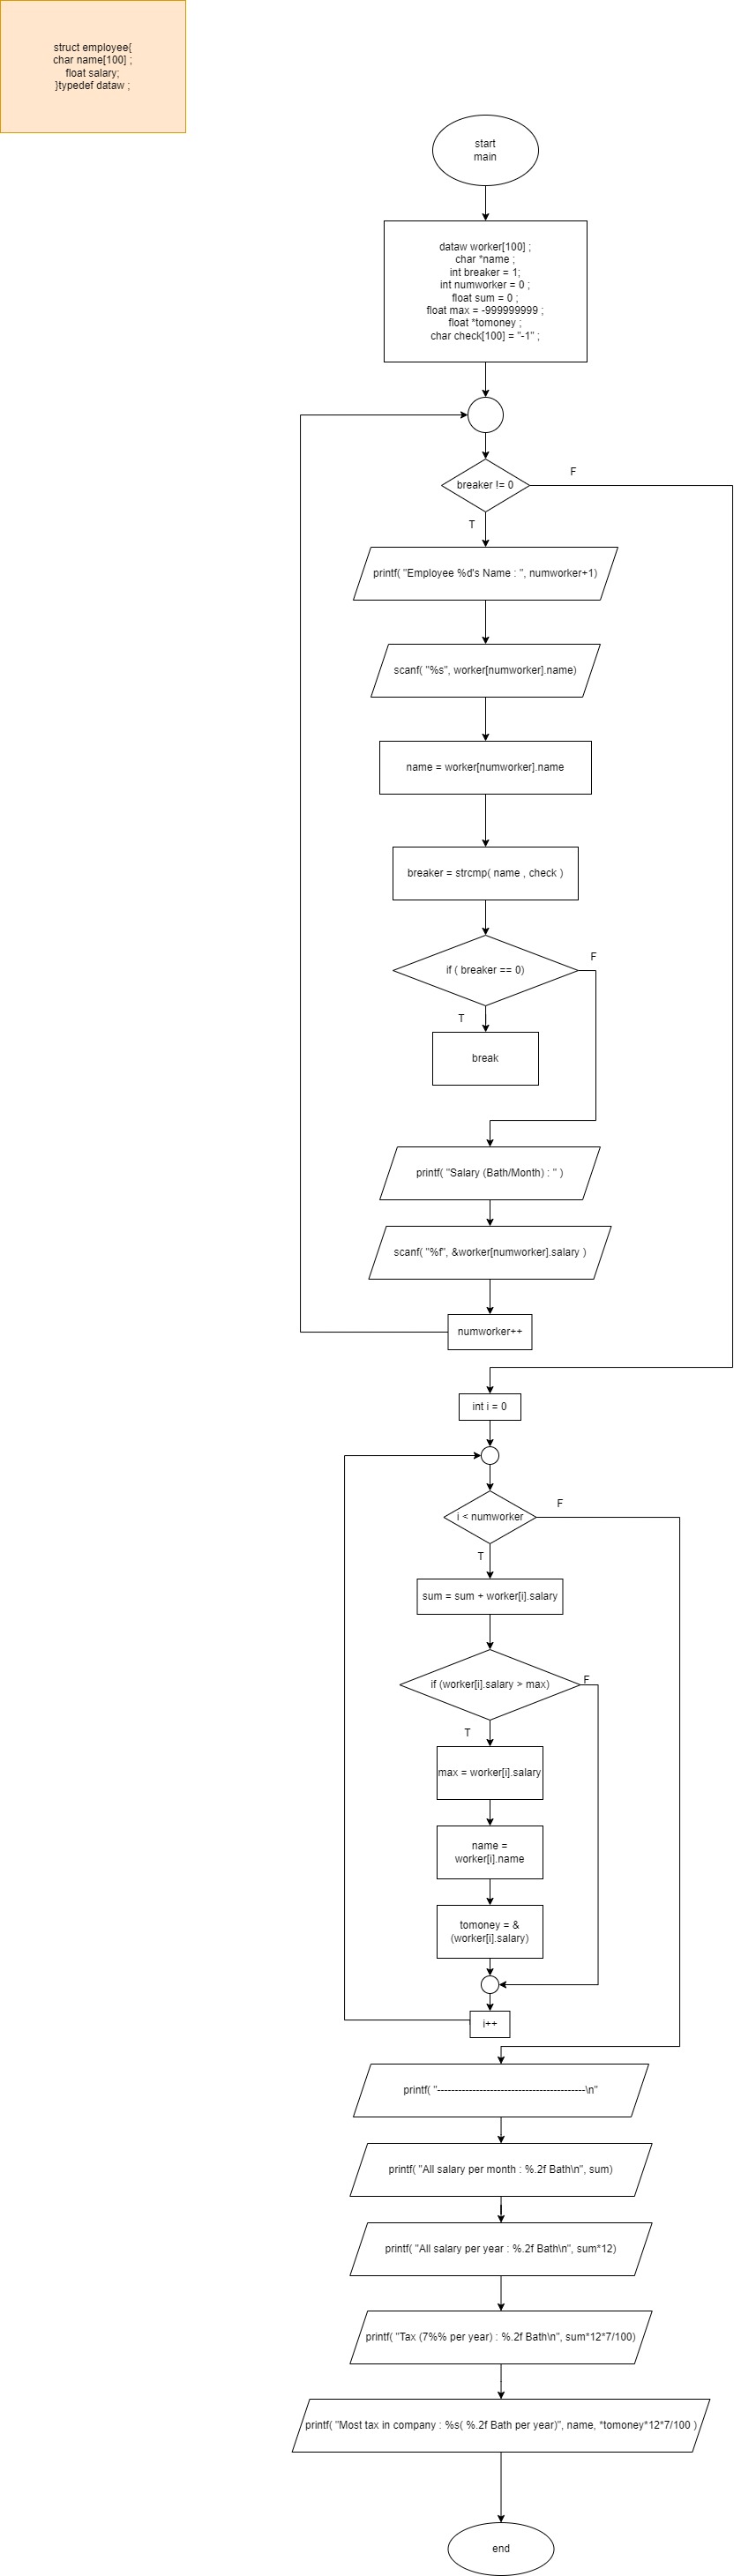 struct employee{
char name[100] ;
float salary;
}typedef dataw ;
start
main
dataw worker[100] ;
char *name ;
int breaker = 1;
int numworker = 0 ;
float sum = 0 ;
float max = -999999999 ;
float *tomoney ;
char check[100] = "-1" ;
breaker != 0
F
T
printf( "Employee %d's Name : ", numworker+1)
scanf( "%s", worker[numworker].name)
name = worker[numworker].name
breaker = strcmp( name , check )
if ( breaker == 0)
F
T
break
printf( "Salary (Bath/Month) : " )
scanf( "%f", &worker[numworker].salary )
numworker++
int i = 0
i < numworker
F
T
sum = sum + worker[i].salary
if (worker[i].salary > max)
F
T
max = worker[i].salary
name =
worker[i].name
tomoney = &
(worker[i].salary)
i++
printf( "------------------------------------------\n"
printf( "All salary per month : %.2f Bath\n", sum)
printf( "All salary per year : %.2f Bath\n", sum*12)
printf( "Tax (7%% per year) : %.2f Bath\n", sum*12*7/100)
printf( "Most tax in company : %s( %.2f Bath per year)", name, *tomoney*12*7/100 )
end